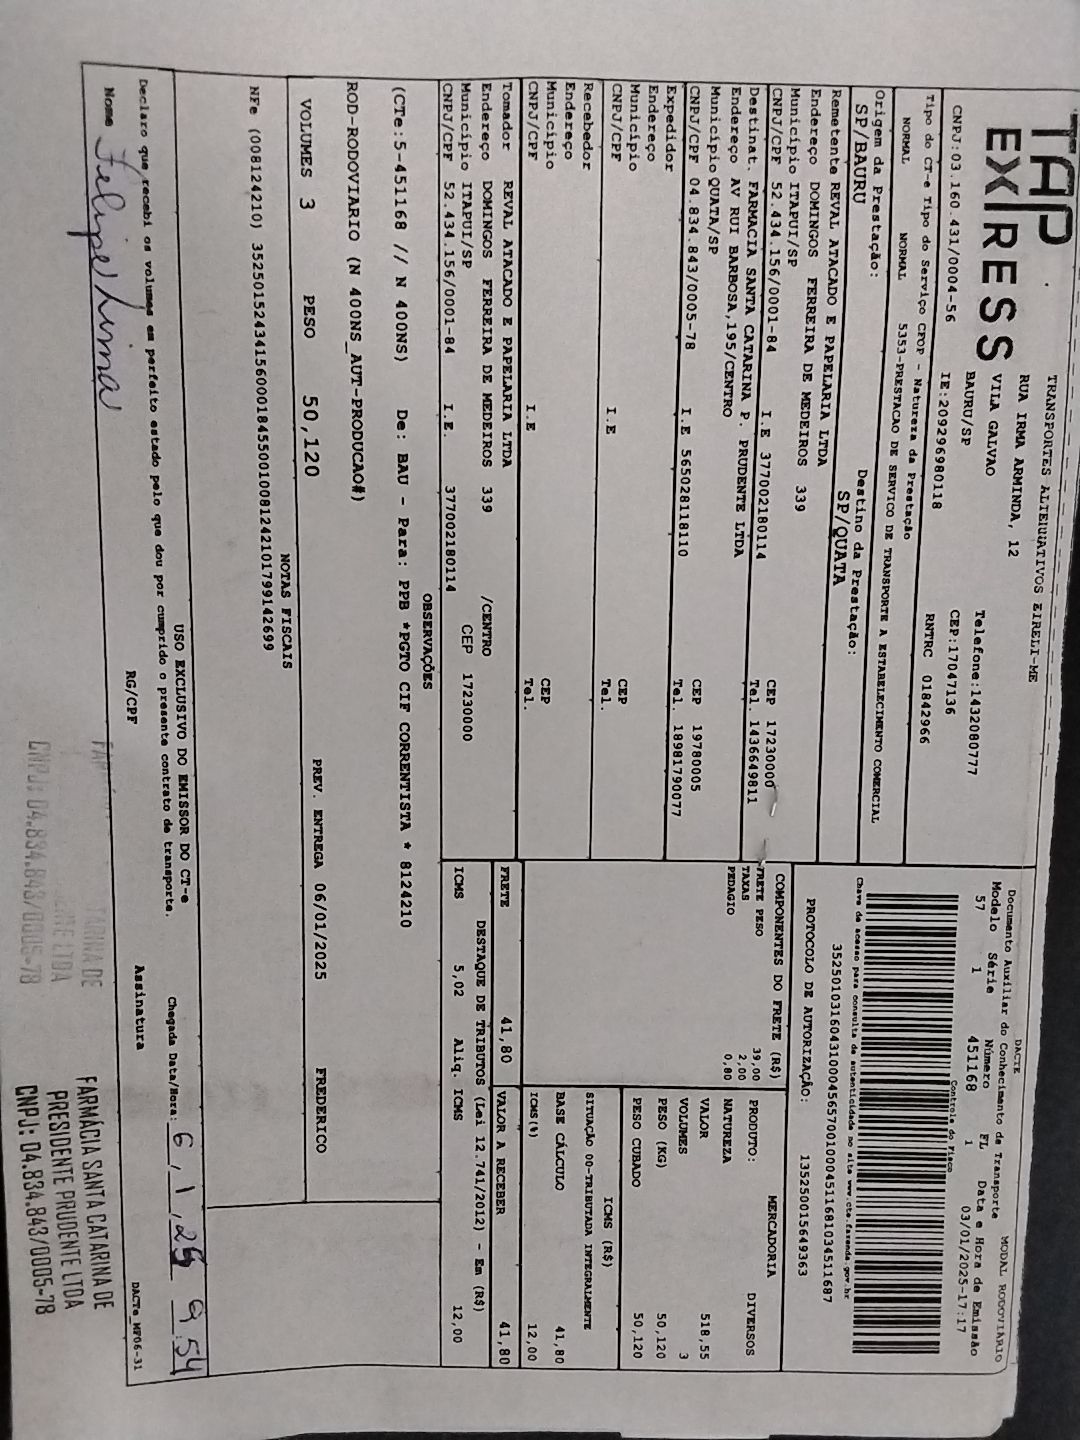 TAP
EXPRESS
TRANSPORTES ALTERNATIVOS EIRELI-ME
RUA IRMA ARMINDA, 12
VILA GALVAO
BAURU/SP
Telefone:1432080777
CEP:17047136
CNPJ:03.160.431/0004-56 IE:209296980118 RNTRC 01842966
Tipo do CT-e Tipo do Serviço CFOP - Natureza da Prestação
NORMAL NORMAL 5353-PRESTACAO DE SERVICO DE TRANSPORTE A ESTABELECIMENTO COMERCIAL
Origem da Prestação: Destino da Prestação:
SP/BAURU SP/QUATA
Remetente REVAL ATACADO E PAPELARIA LTDA
Endereço DOMINGOS FERREIRA DE MEDEIROS 339
Município ITAPUI/SP CEP 17230000
CNPJ/CPF 52.434.156/0001-84 I.E 377002180114 Tel. 1436649811
Destinat. FARMACIA SANTA CATARINA P. PRUDENTE LTDA
Endereço AV RUI BARBOSA,195/CENTRO
Município QUATA/SP CEP 19780005
CNPJ/CPF 04.834.843/0005-78 I.E 565028118110 Tel. 18981790077
Expedidor
Endereço
Município CEP
CNPJ/CPF I.E Tel.
Recebedor
Endereço
Município CEP
CNPJ/CPF I.E Tel.
Tomador REVAL ATACADO E PAPELARIA LTDA
Endereço DOMINGOS FERREIRA DE MEDEIROS 339 /CENTRO
Município ITAPUI/SP CEP 17230000
CNPJ/CPF 52.434.156/0001-84 I.E. 377002180114
DACTE MODAL RODOVIÁRIO
Documento Auxiliar do Conhecimento de Transporte
Modelo Série Número FL Data e Hora de Emissão
57 1 451168 1 03/01/2025-17:17
Controle do Fisco
Chave de acesso para consulta de autenticidade no site www.cte.fazenda.gov.br
35250103160431000456570010004511681034511687
PROTOCOLO DE AUTORIZAÇÃO: 135250015649363
COMPONENTES DO FRETE (R$)
FRETE PESO 39,00
TAXAS 2,00
PEDAGIO 0,80
MERCADORIA
PRODUTO: DIVERSOS
NATUREZA
VALOR 518,55
VOLUMES 3
PESO (KG) 50,120
PESO CUBADO 50,120
ICMS (R$)
SITUAÇÃO 00-TRIBUTADA INTEGRALMENTE
BASE CÁLCULO 41,80
ICMS(%) 12,00
FRETE 41,80 VALOR A RECEBER 41,80
DESTAQUE DE TRIBUTOS (Lei 12.741/2012) - Em (R$)
ICMS 5,02 Aliq. ICMS 12,00
OBSERVAÇÕES
(CTe:5-451168 // N 400NS) De: BAU - Para: PPB *PGTO CIF CORRENTISTA * 8124210
ROD-RODOVIARIO (N 400NS_AUT-PRODUCAO#)
VOLUMES 3 PESO 50,120 PREV. ENTREGA 06/01/2025 FREDERICO
NOTAS FISCAIS
NFe (008124210) 35250152434156000184550010081242101799142699
USO EXCLUSIVO DO EMISSOR DO CT-e
Declaro que recebi os volumes em perfeito estado pelo que dou por cumprido o presente contrato de transporte. Chegada Data/Hora: 6/1/25 9:54
Nome Felipe Lima RG/CPF Assinatura
DACTe_MF06-31
CNPJ: 04.834.843/0005-78
FARMÁCIA SANTA CATARINA DE
PRESIDENTE PRUDENTE LTDA
CNPJ: 04.834.843/0005-78